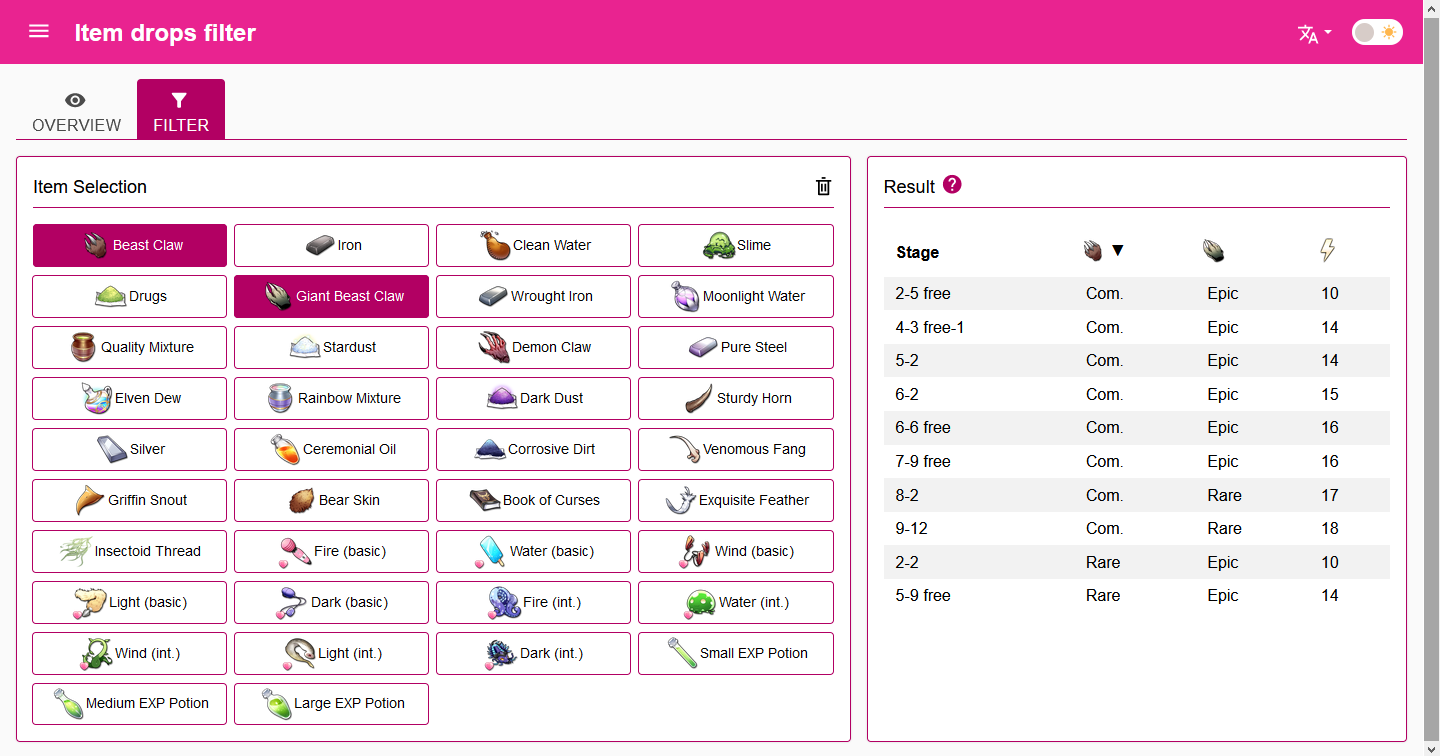 Item drops filter
OVERVIEW
FILTER
Item Selection
Beast Claw
Iron
Clean Water
Slime
Drugs
Giant Beast Claw
Wrought Iron
Moonlight Water
Quality Mixture
Stardust
Demon Claw
Pure Steel
Elven Dew
Rainbow Mixture
Dark Dust
Sturdy Horn
Silver
Ceremonial Oil
Corrosive Dirt
Venomous Fang
Griffin Snout
Bear Skin
Book of Curses
Exquisite Feather
Insectoid Thread
Fire (basic)
Water (basic)
Wind (basic)
Light (basic)
Dark (basic)
Fire (int.)
Water (int.)
Wind (int.)
Light (int.)
Dark (int.)
Small EXP Potion
Medium EXP Potion
Large EXP Potion
Result ?
Stage ▼
2-5 free Com. Epic 10
4-3 free-1 Com. Epic 14
5-2 Com. Epic 14
6-2 Com. Epic 15
6-6 free Com. Epic 16
7-9 free Com. Epic 16
8-2 Com. Rare 17
9-12 Com. Rare 18
2-2 Rare Epic 10
5-9 free Rare Epic 14